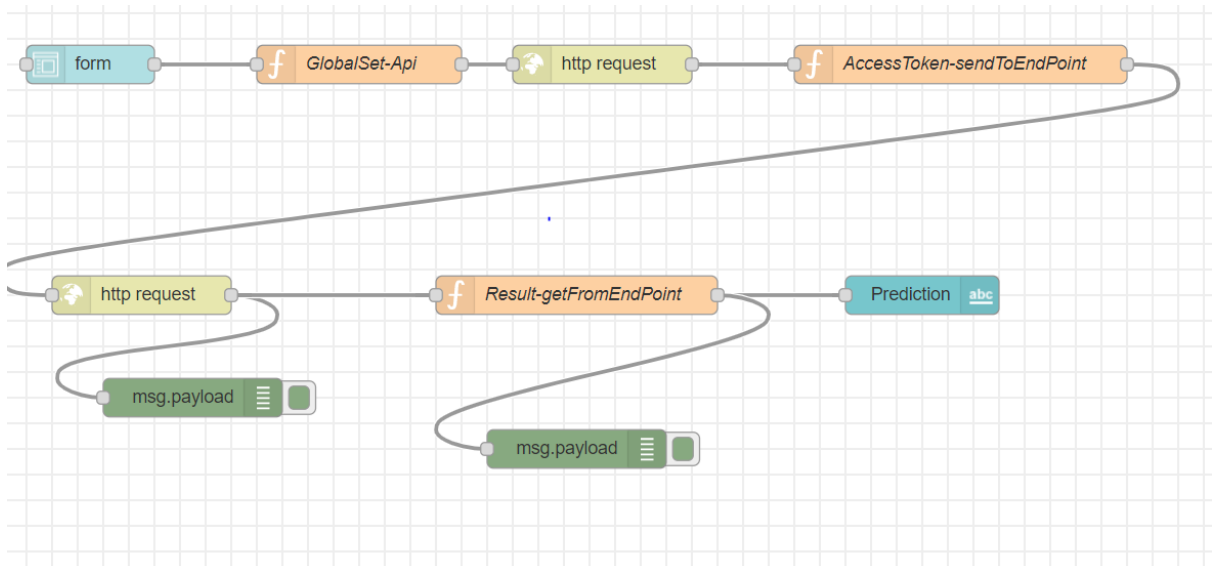 form
GlobalSet-Api
http request
AccessToken-sendToEndPoint
http request
Result-getFromEndPoint
Prediction
abc
msg.payload
msg.payload